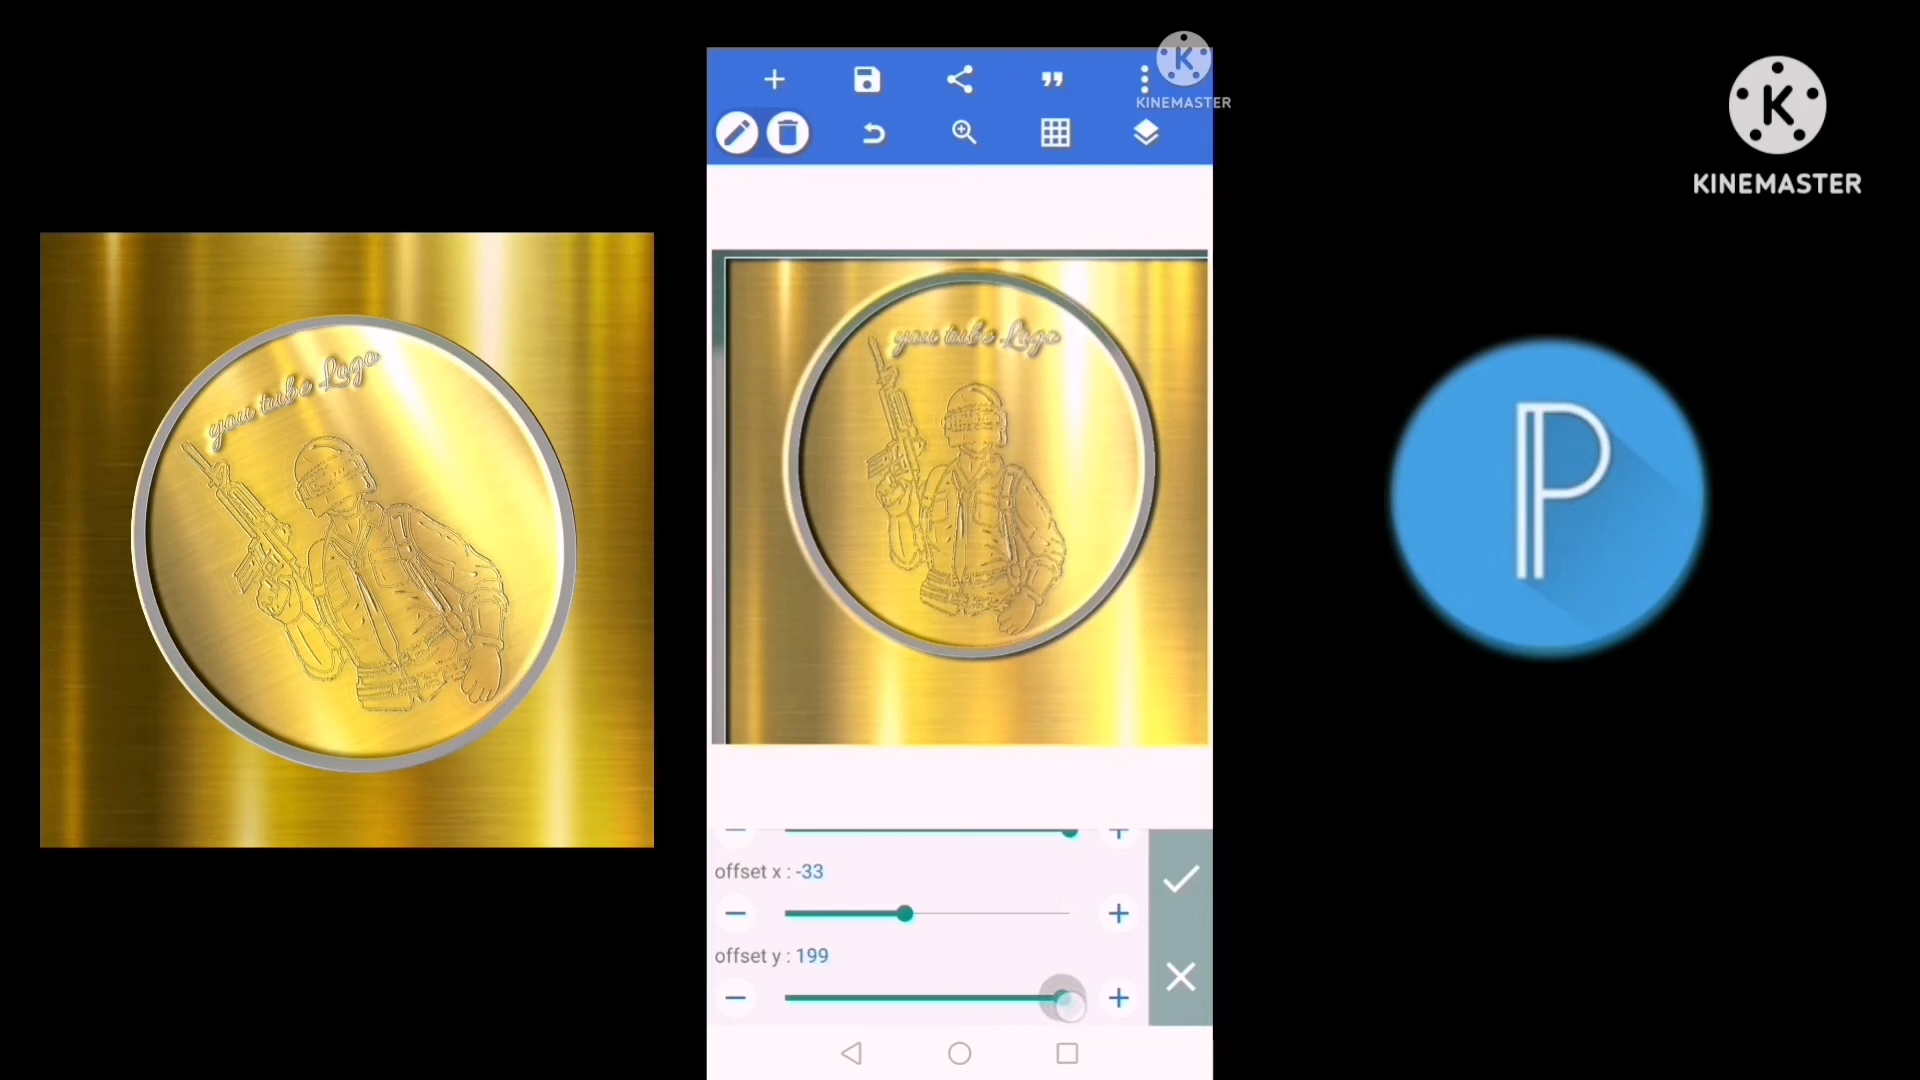 KINEMASTER
KINEMASTER
you tube Logo
you tube Logo
offset x : -33
offset y : 199
P